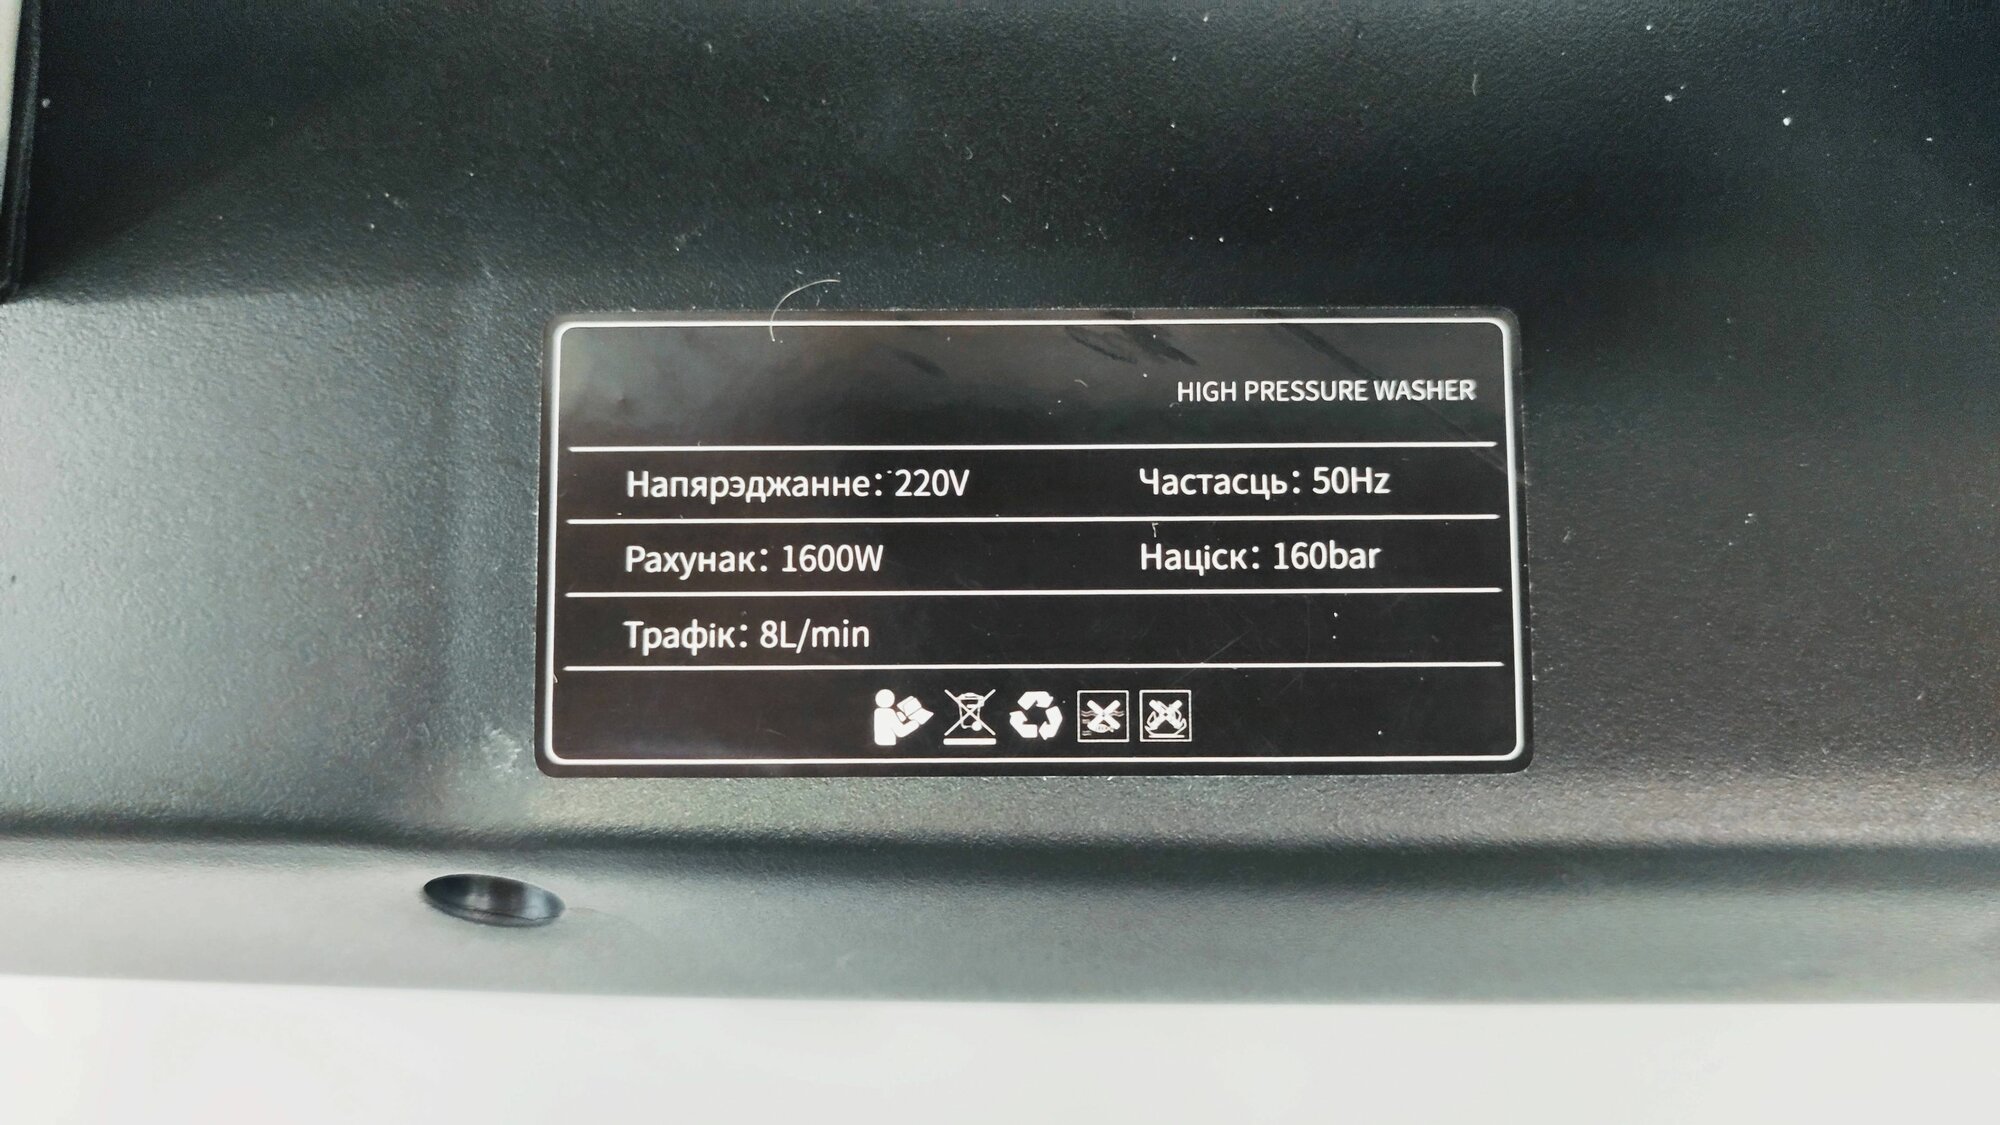 HIGH PRESSURE WASHER
Напярэджанне: 220V Частасць: 50Hz
Рахунак: 1600W Націск: 160bar
Трафік: 8L/min